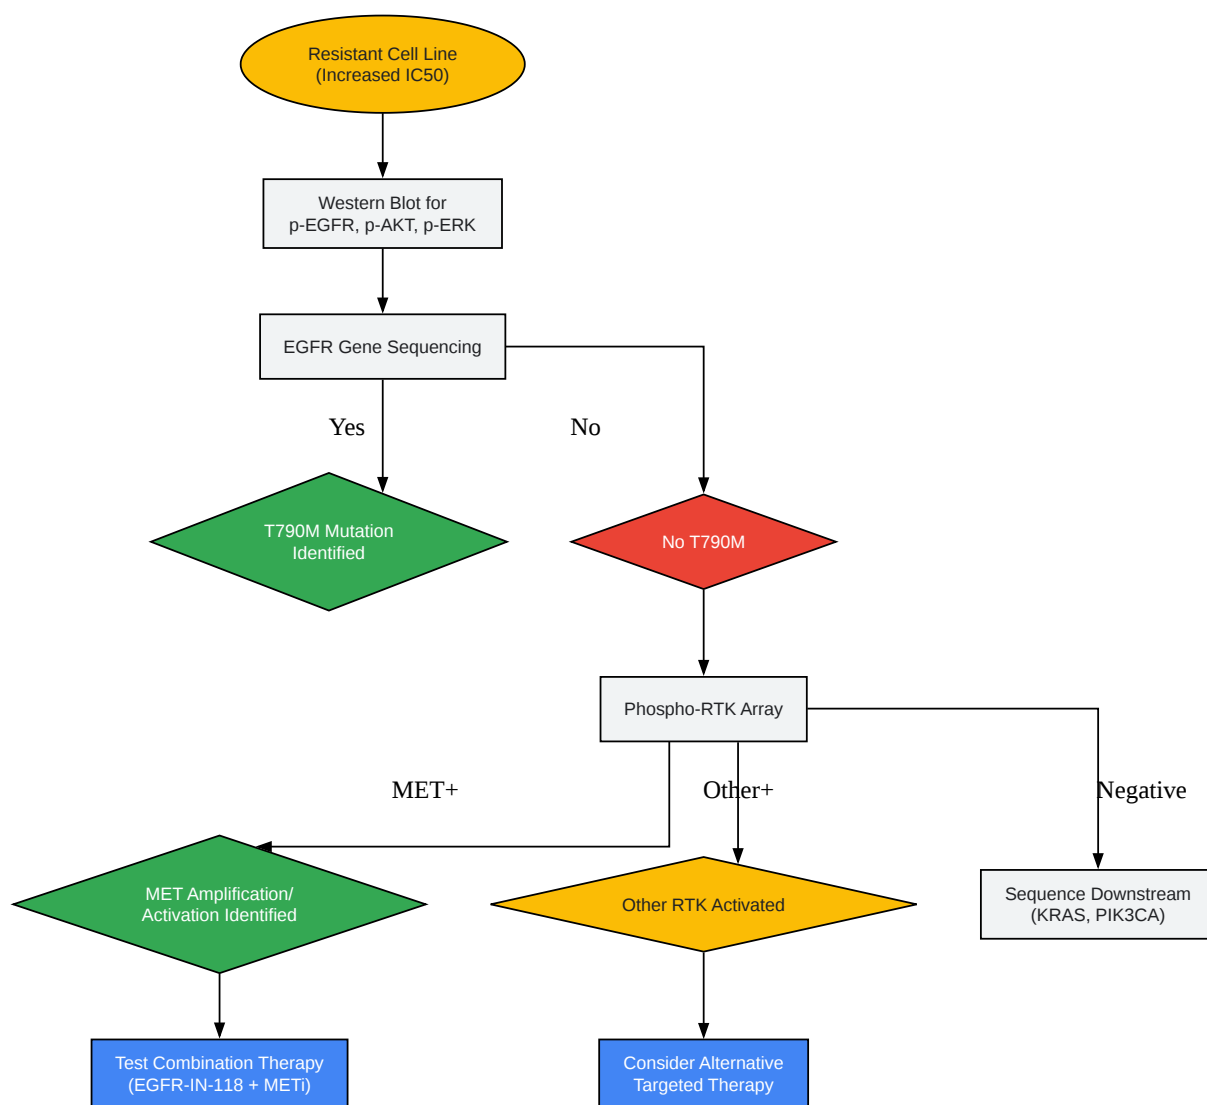 Resistant Cell Line
(Increased IC50)
Western Blot for
p-EGFR, p-AKT, p-ERK
EGFR Gene Sequencing
Yes
No
T790M Mutation
Identified
No T790M
Phospho-RTK Array
MET+
Other+
Negative
MET Amplification/
Activation Identified
Other RTK Activated
Sequence Downstream
(KRAS, PIK3CA)
Test Combination Therapy
(EGFR-IN-118 + METi)
Consider Alternative
Targeted Therapy